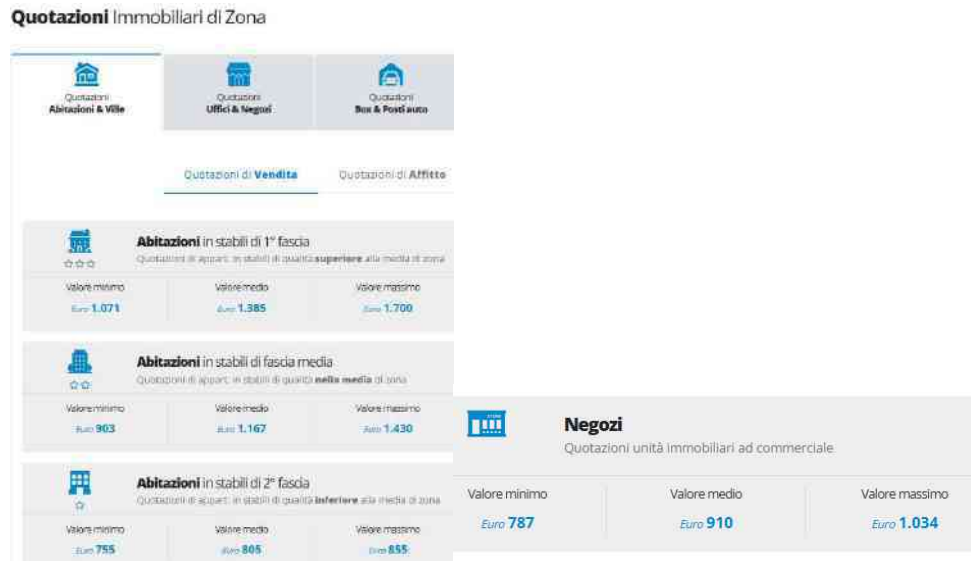 Quotazioni Immobiliari di Zona
Quotazioni
Abitazioni & Ville
Quotazioni
Uffici & Negozi
Quotazioni
Box & Posti auto
Quotazioni di Vendita
Quotazioni di Affitto
Abitazioni in stabili di 1° fascia
Quotazioni di appart. in stabili di qualità superiore alla media di zona
Valore minimo
Valore medio
Valore massimo
Euro 1.071
Euro 1.385
Euro 1.700
Abitazioni in stabili di fascia media
Quotazioni di appart. in stabili di qualità nella media di zona
Valore minimo
Valore medio
Valore massimo
Euro 903
Euro 1.167
Euro 1.430
Abitazioni in stabili di 2° fascia
Quotazioni di appart. in stabili di qualità inferiore alla media di zona
Valore minimo
Valore medio
Valore massimo
Euro 755
Euro 805
Euro 855
Negozi
Quotazioni unità immobiliari ad commerciale
Valore minimo
Valore medio
Valore massimo
Euro 787
Euro 910
Euro 1.034